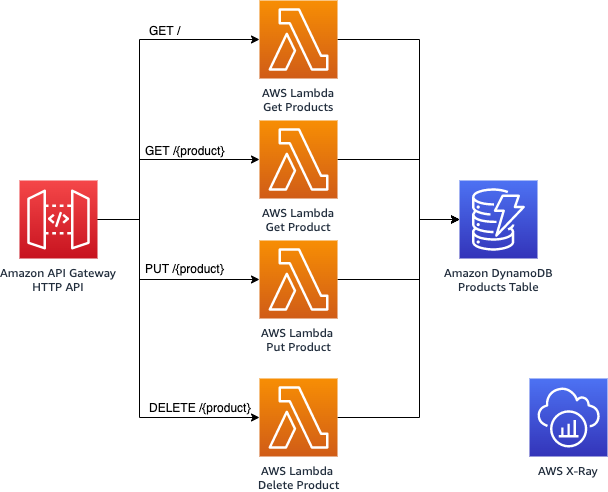 GET /
AWS Lambda
Get Products
GET /{product}
AWS Lambda
Get Product
</>
Amazon API Gateway
HTTP API
PUT /{product}
Amazon DynamoDB
Products Table
AWS Lambda
Put Product
DELETE /{product}
AWS Lambda
Delete Product
AWS X-Ray